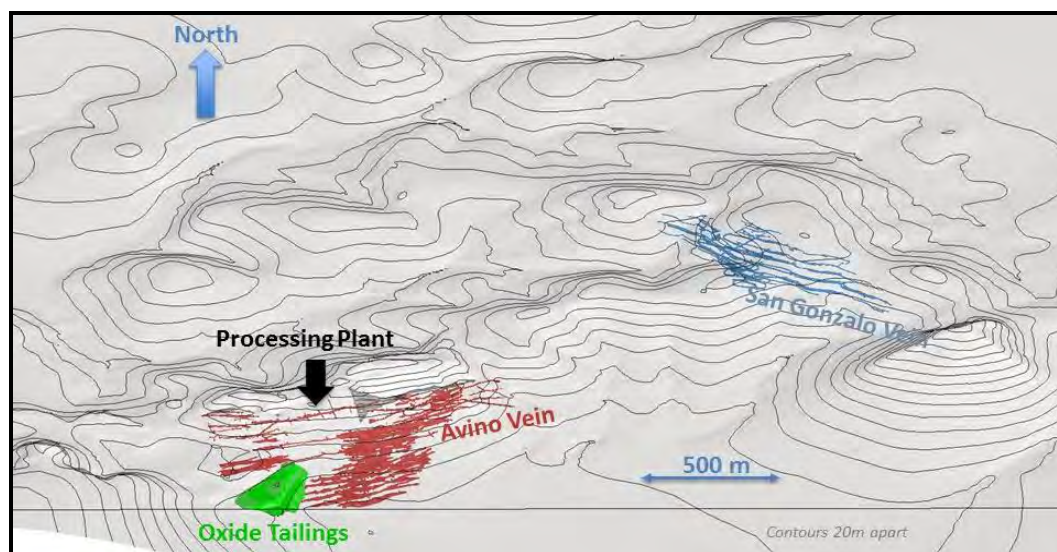 North
San Gonzalo Vein
Processing Plant
Avino Vein
500 m
Oxide Tailings
Contours 20m apart